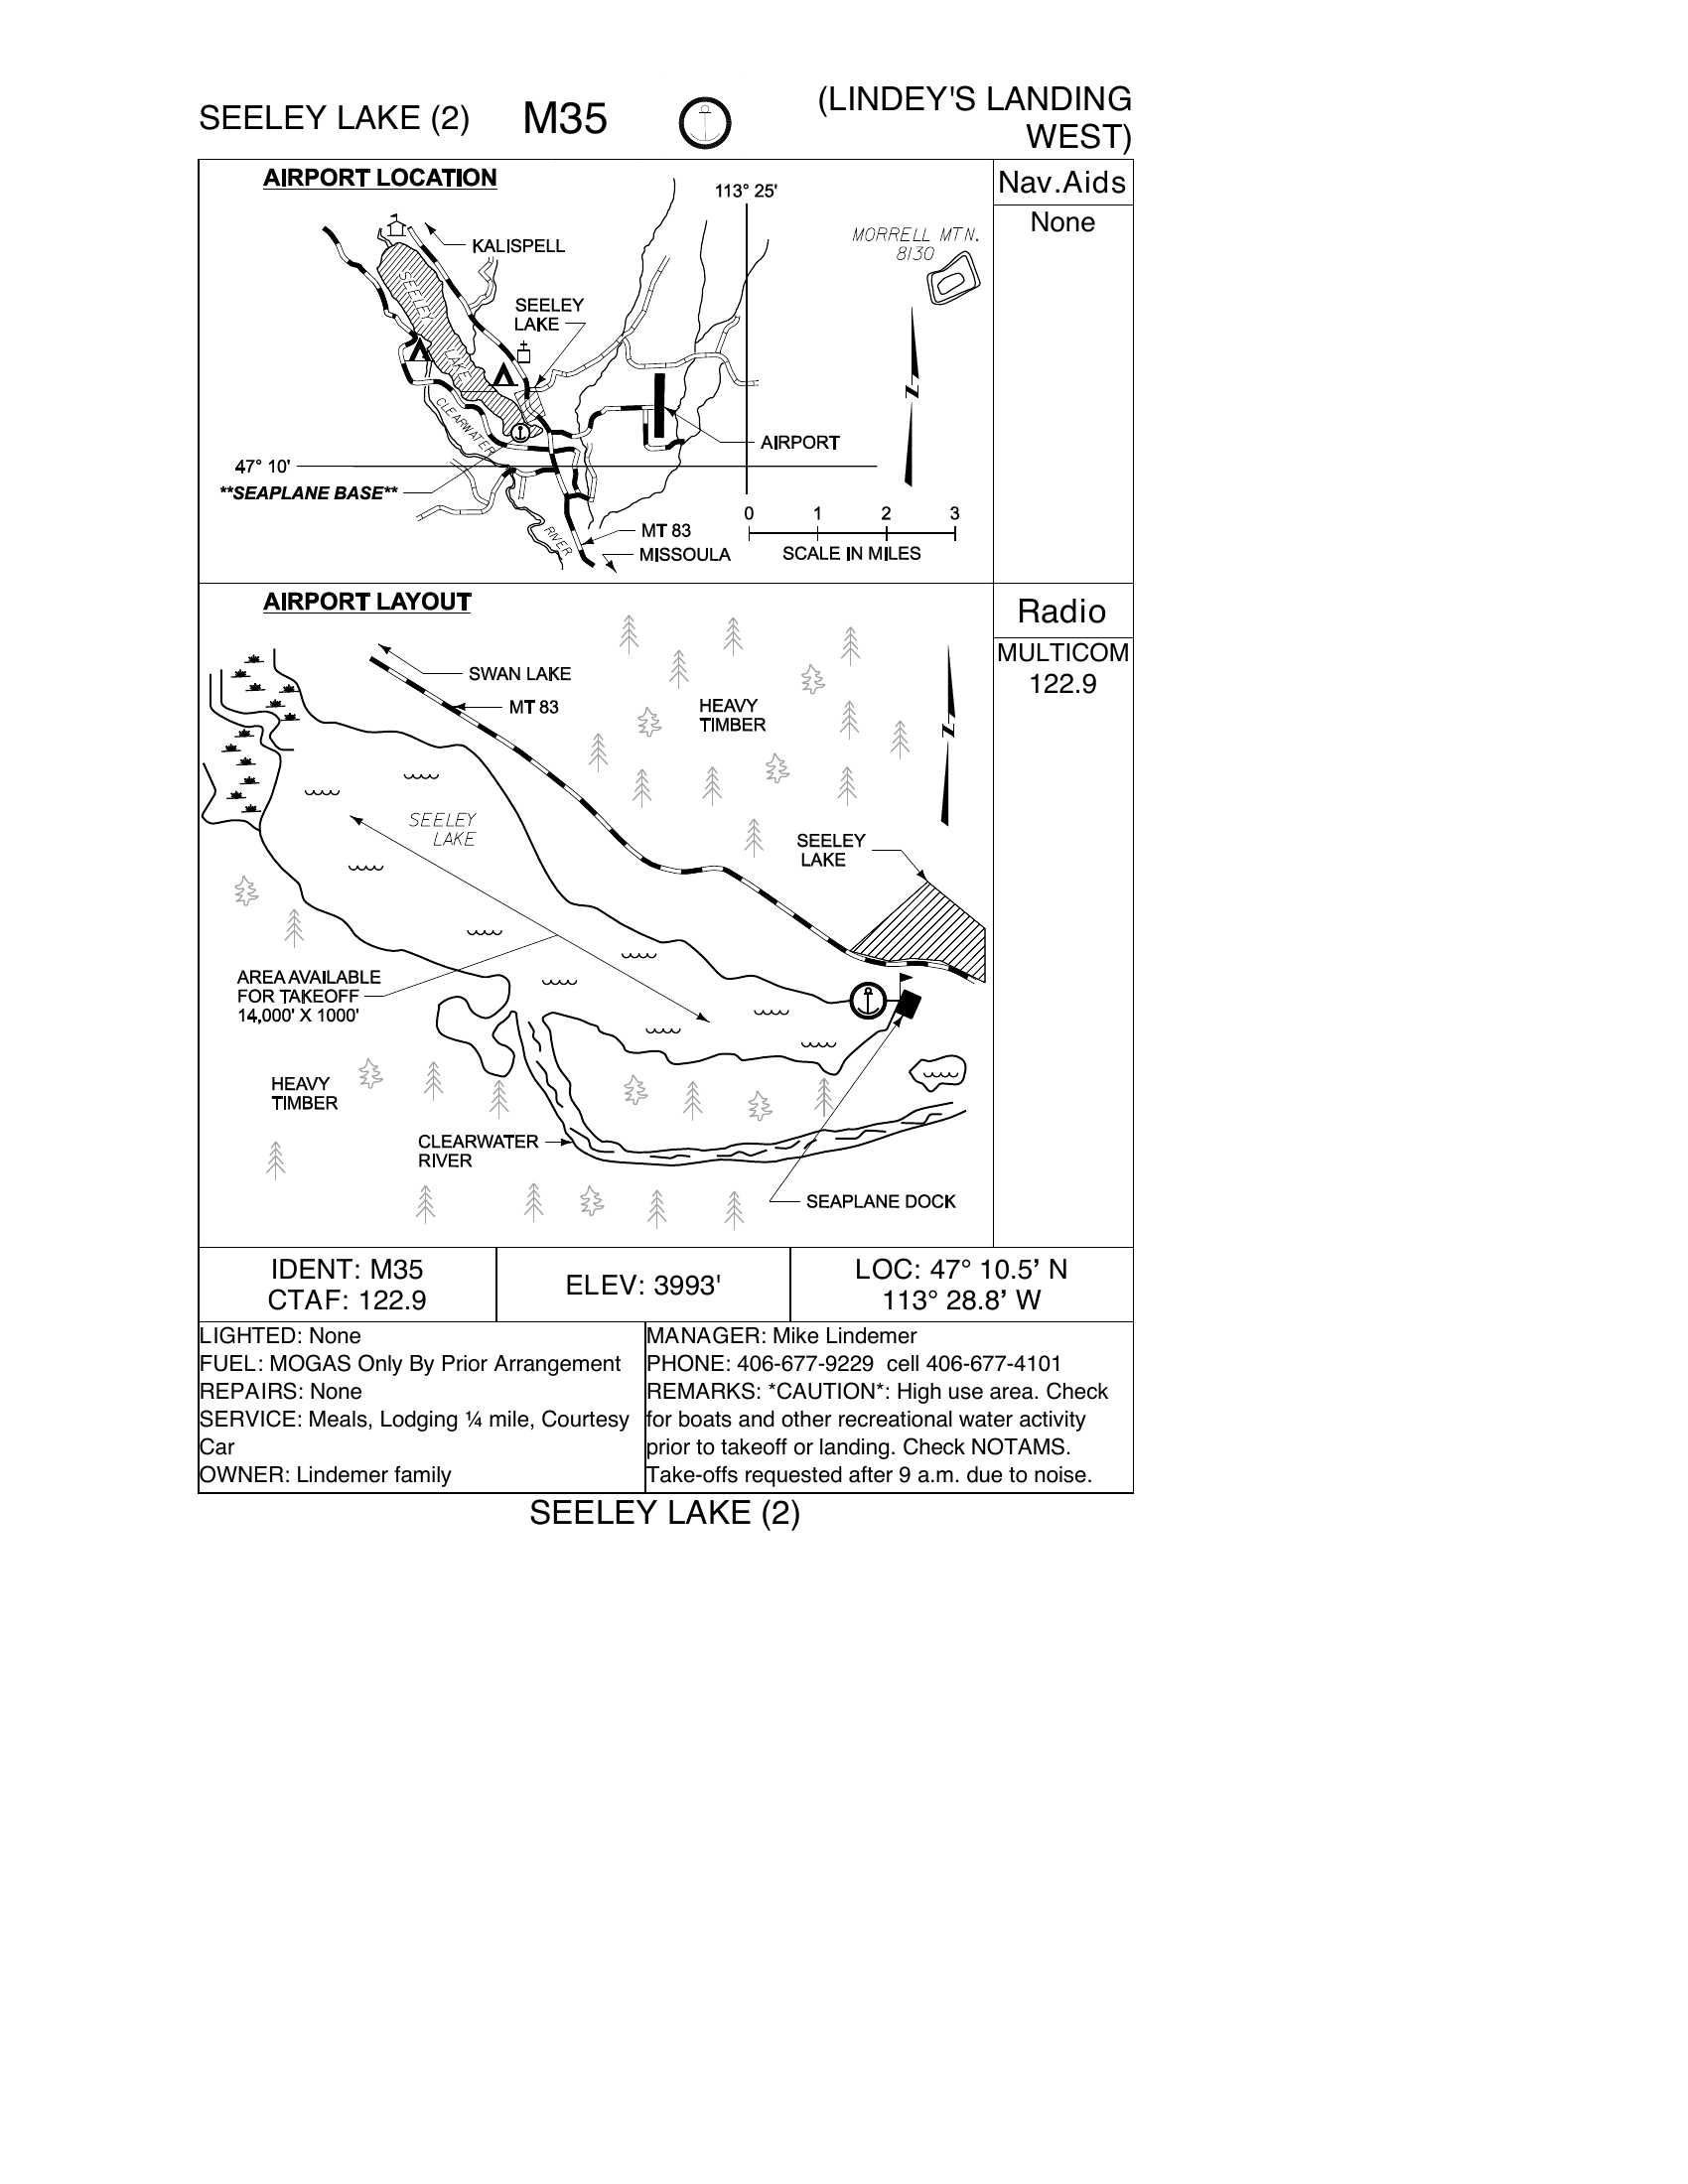 SEELEY LAKE (2) M35 (LINDEY'S LANDING
WEST)
AIRPORT LOCATION
113° 25'
KALISPELL
MORRELL MTN.
8130
SEELEY
LAKE
SEELEY
LAKE
CLEARWATER
RIVER
N
AIRPORT
47° 10'
**SEAPLANE BASE**
MT 83
MISSOULA
0 1 2 3
SCALE IN MILES
Nav.Aids
None
AIRPORT LAYOUT
SWAN LAKE
MT 83
HEAVY
TIMBER
N
SEELEY
LAKE
SEELEY
LAKE
AREA AVAILABLE
FOR TAKEOFF
14,000' X 1000'
HEAVY
TIMBER
CLEARWATER
RIVER
SEAPLANE DOCK
Radio
MULTICOM
122.9
IDENT: M35
CTAF: 122.9
ELEV: 3993'
LOC: 47° 10.5’ N
113° 28.8’ W
LIGHTED: None
FUEL: MOGAS Only By Prior Arrangement
REPAIRS: None
SERVICE: Meals, Lodging ¼ mile, Courtesy
Car
OWNER: Lindemer family
MANAGER: Mike Lindemer
PHONE: 406-677-9229 cell 406-677-4101
REMARKS: *CAUTION*: High use area. Check
for boats and other recreational water activity
prior to takeoff or landing. Check NOTAMS.
Take-offs requested after 9 a.m. due to noise.
SEELEY LAKE (2)